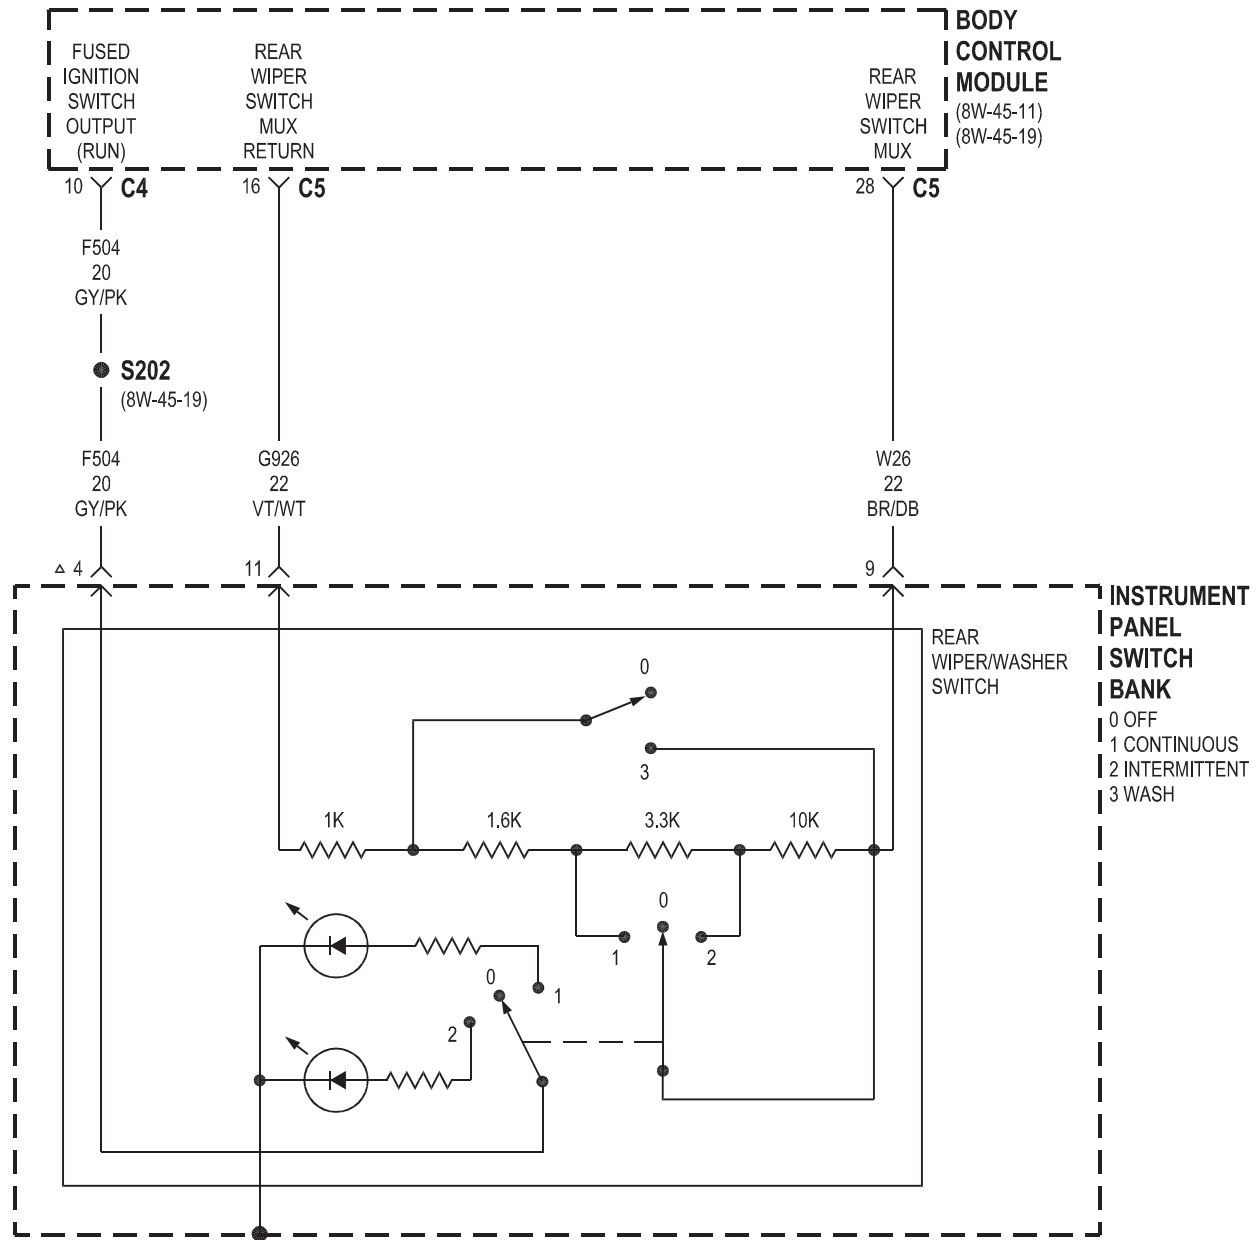 BODY
CONTROL
MODULE
(8W-45-11)
(8W-45-19)
FUSED
IGNITION
SWITCH
OUTPUT
(RUN)
REAR
WIPER
SWITCH
MUX
RETURN
REAR
WIPER
SWITCH
MUX
10 C4
16 C5
28 C5
F504
20
GY/PK
S202
(8W-45-19)
F504
20
GY/PK
G926
22
VT/WT
W26
22
BR/DB
4
11
9
INSTRUMENT
PANEL
SWITCH
BANK
0 OFF
1 CONTINUOUS
2 INTERMITTENT
3 WASH
REAR
WIPER/WASHER
SWITCH
0
3
1K
1.6K
3.3K
10K
0
1
2
0
1
2